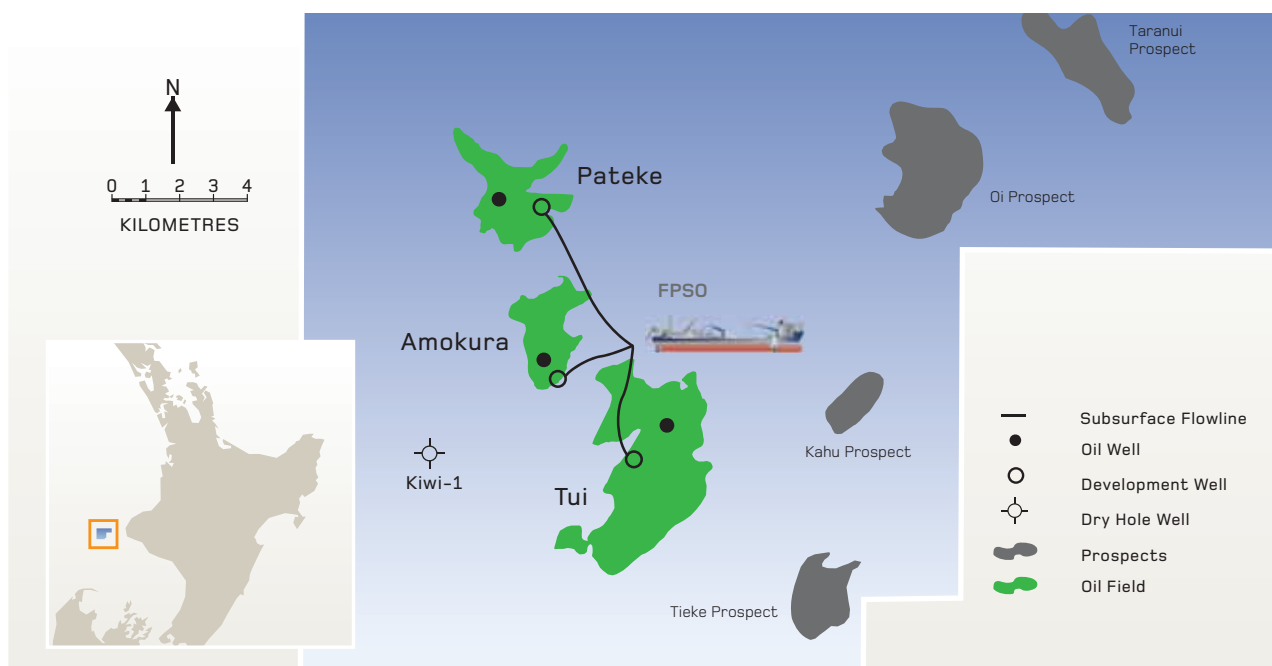 Taranui
Prospect
N
Pateke
0 1 2 3 4
KILOMETRES
Oi Prospect
FPSO
Amokura
Subsurface Flowline
Oil Well
Kahu Prospect
Kiwi-1
Development Well
Tui
Dry Hole Well
Prospects
Oil Field
Tieke Prospect